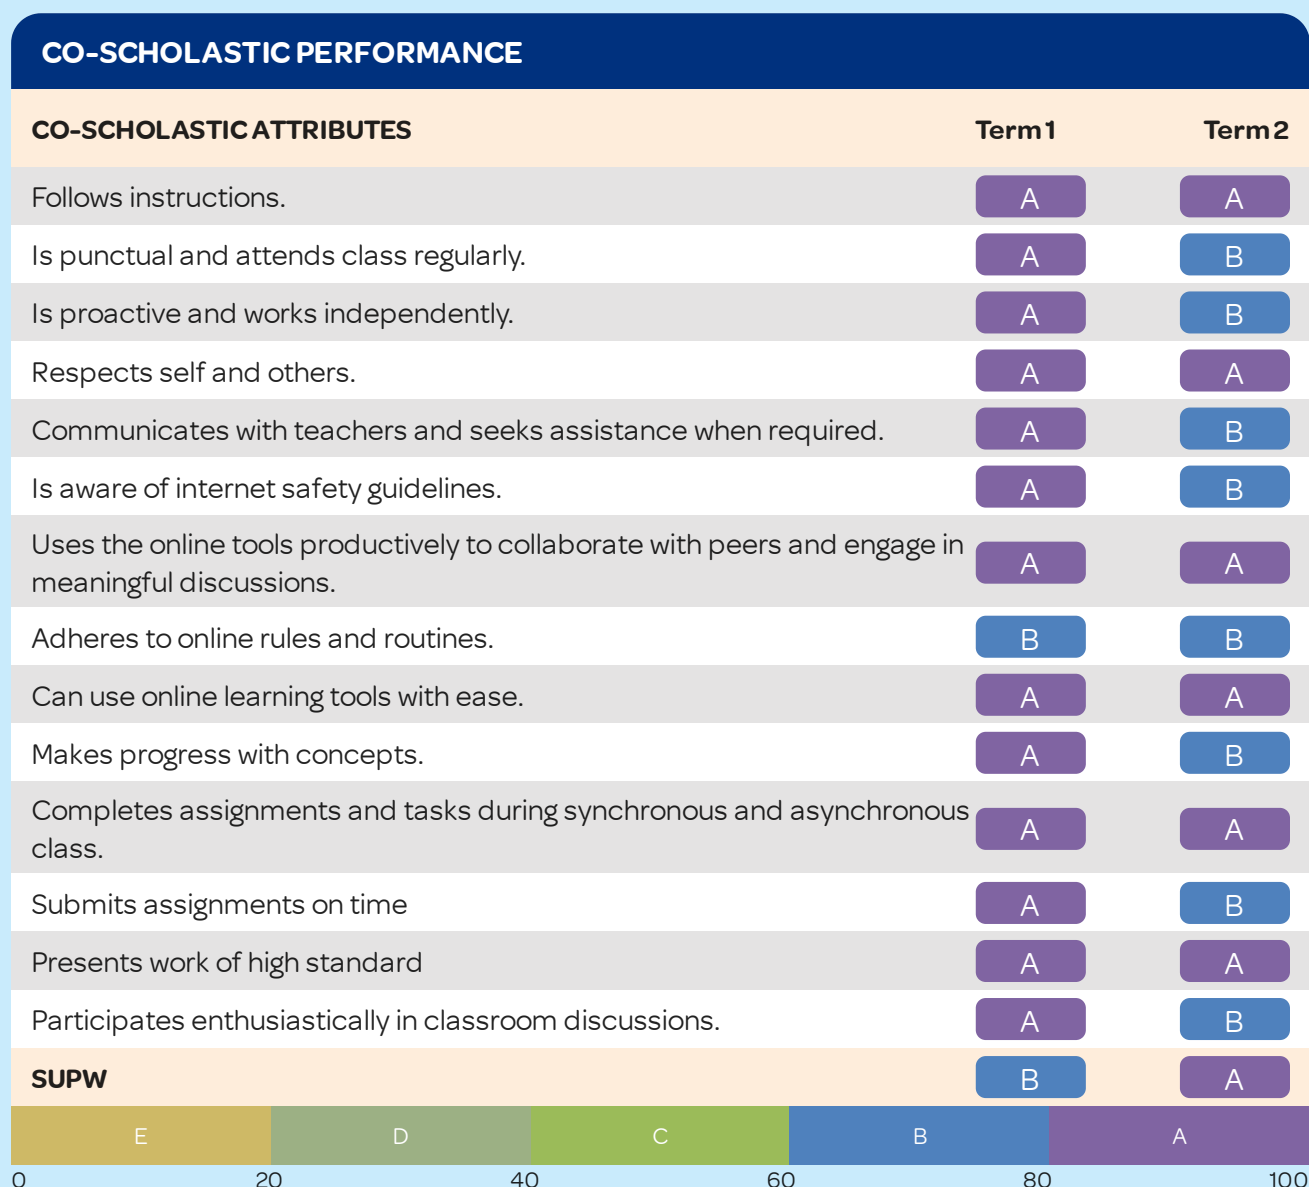 CO-SCHOLASTIC PERFORMANCE
CO-SCHOLASTIC ATTRIBUTES Term 1 Term 2
Follows instructions. A A
Is punctual and attends class regularly. A B
Is proactive and works independently. A B
Respects self and others. A A
Communicates with teachers and seeks assistance when required. A B
Is aware of internet safety guidelines. A B
Uses the online tools productively to collaborate with peers and engage in
meaningful discussions. A A
Adheres to online rules and routines. B B
Can use online learning tools with ease. A A
Makes progress with concepts. A B
Completes assignments and tasks during synchronous and asynchronous
class. A A
Submits assignments on time A B
Presents work of high standard A A
Participates enthusiastically in classroom discussions. A B
SUPW B A
E D C B A
0 20 40 60 80 100